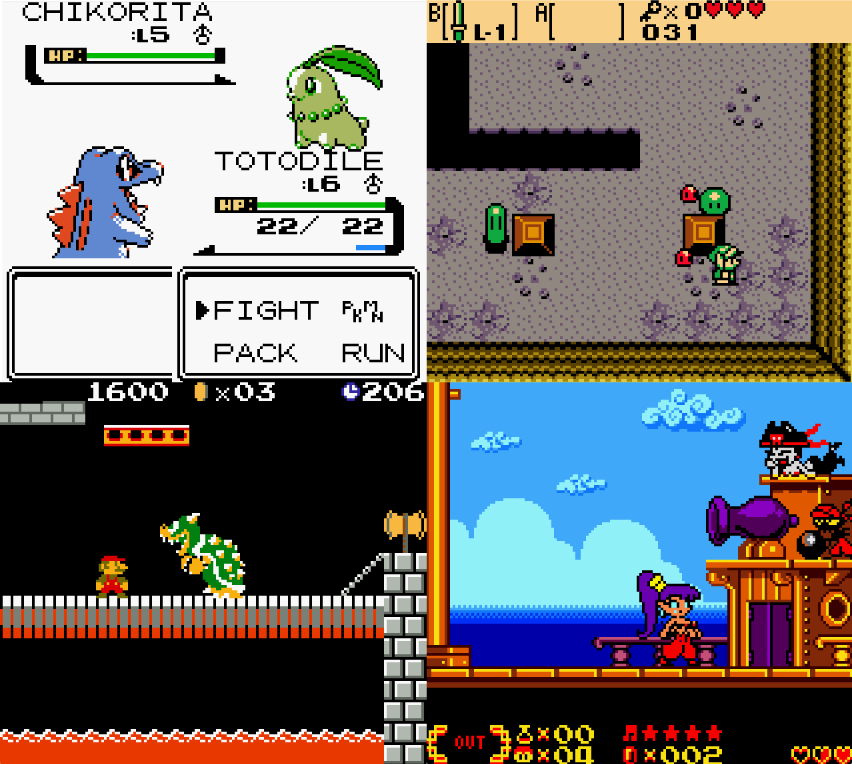 CHIKORITA
:L5 ♂
HP:
TOTODILE
:L6 ♂
HP:
22/ 22
▶FIGHT PKMN
PACK RUN
B[ L-1] A[ ] ×0
031
1600 ×03 206
OUT ×00
×04 ×002